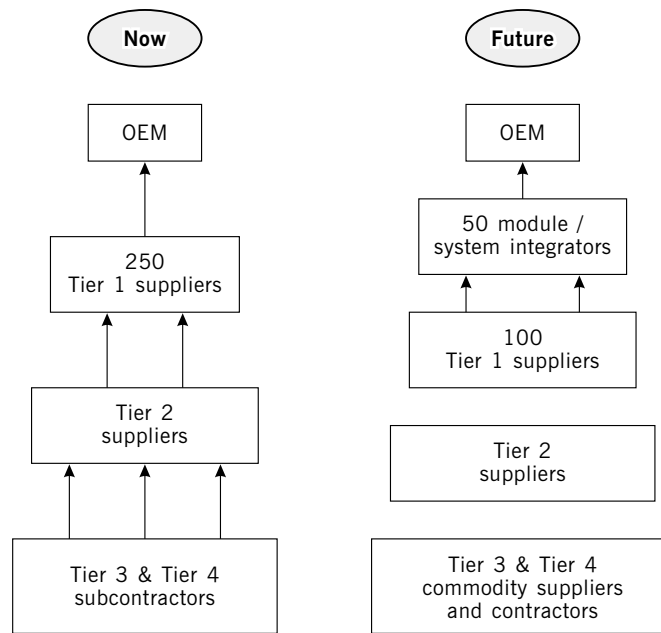 Now
OEM
250
Tier 1 suppliers
Tier 2
suppliers
Tier 3 & Tier 4
subcontractors
Future
OEM
50 module /
system integrators
100
Tier 1 suppliers
Tier 2
suppliers
Tier 3 & Tier 4
commodity suppliers
and contractors